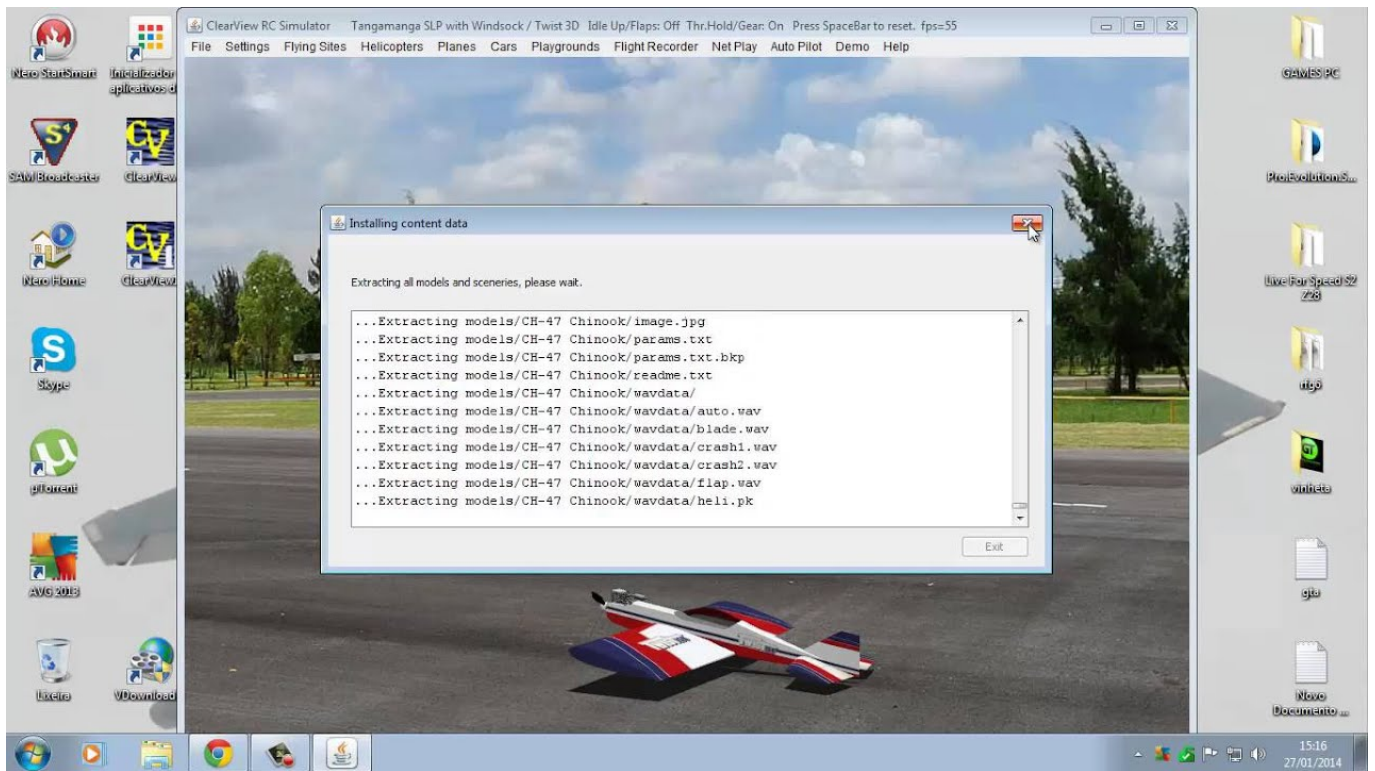 ClearView RC Simulator Tangamanga SLP with Windsock / Twist 3D Idle Up/Flaps: Off Thr.Hold/Gear: On Press SpaceBar to reset. fps=55
File Settings Flying Sites Helicopters Planes Cars Playgrounds Flight Recorder Net Play Auto Pilot Demo Help
Nero StartSmart
Inicializador
aplicativos d
GAMES PC
SAM Broadcaster
ClearView
ProEvolutionS...
Installing content data
Extracting all models and sceneries, please wait.
...Extracting models/CH-47 Chinook/image.jpg
...Extracting models/CH-47 Chinook/params.txt
...Extracting models/CH-47 Chinook/params.txt.bkp
...Extracting models/CH-47 Chinook/readme.txt
...Extracting models/CH-47 Chinook/wavdata/
...Extracting models/CH-47 Chinook/wavdata/auto.wav
...Extracting models/CH-47 Chinook/wavdata/blade.wav
...Extracting models/CH-47 Chinook/wavdata/crash1.wav
...Extracting models/CH-47 Chinook/wavdata/crash2.wav
...Extracting models/CH-47 Chinook/wavdata/flap.wav
...Extracting models/CH-47 Chinook/wavdata/heli.pk
Exit
Nero Home
ClearView
Live For Speed S2
Z28
Skype
µTorrent
vinheta
AVG 2013
gta
Lixeira
VDownload
Novo
Documento ...
15:16
27/01/2014